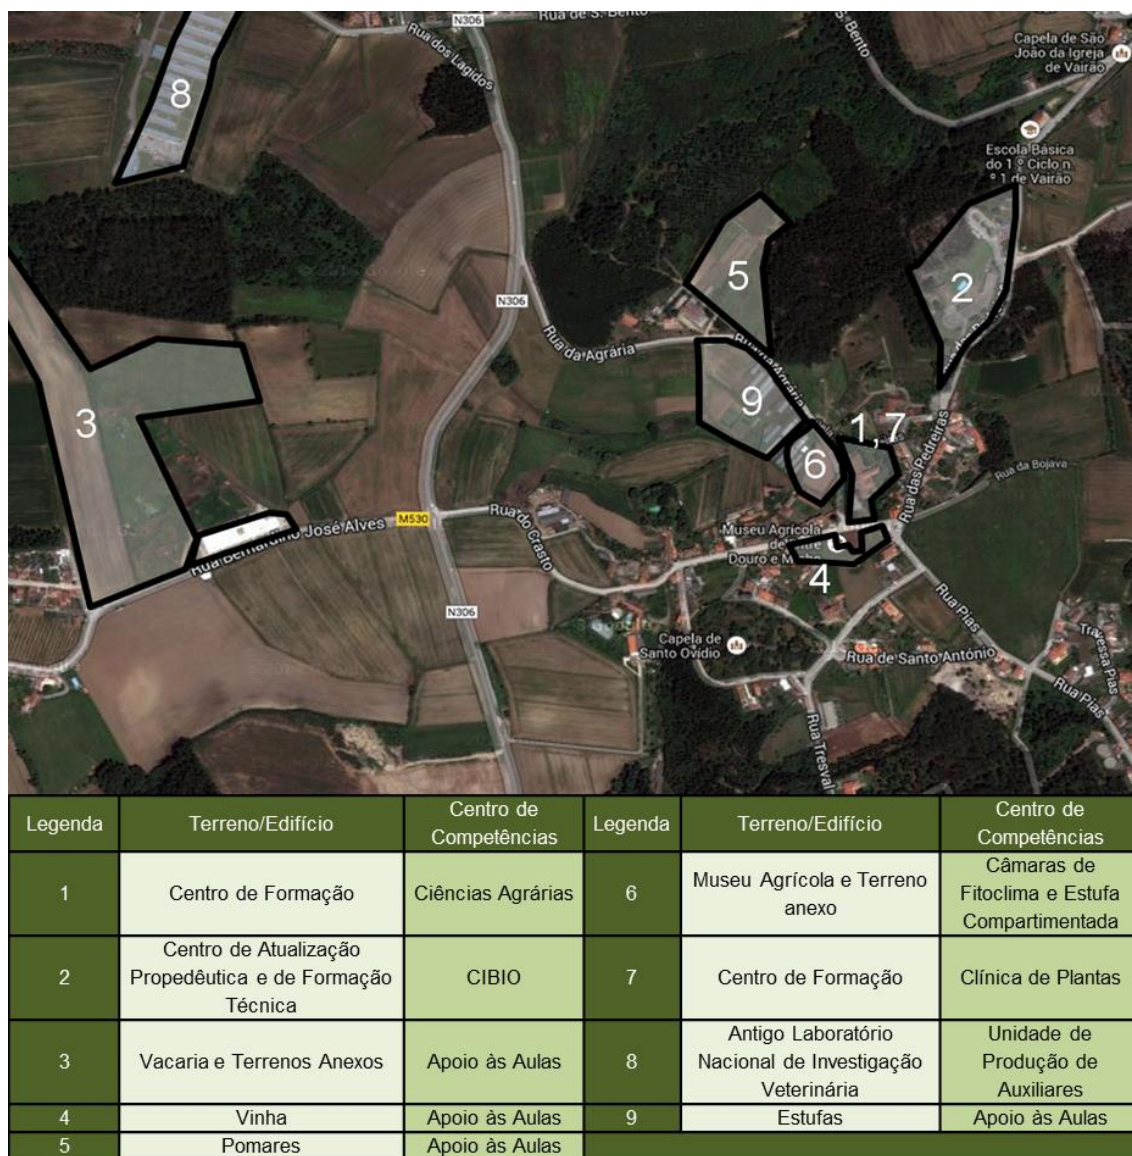 N306
Rua de S. Bento
Rua dos Lagidos
S. Bento
Capela de São
João da Igreja
de Vairão
8
Escola Básica
do 1.º Ciclo n.
º 1 de Vairão
5
2
N306
Rua da Agrária
Rua da Agrária
3
9
1,7
6
Rua das Pedreiras
Rua da Bojava
M530
Rua Bernardino José Alves
Rua do Crasto
Museu Agrícola
de Entre
Douro e Minho
4
N306
Rua Pias
Capela de
Santo Ovídio
Rua de Santo António
Travessa Pias
Rua Pias
Rua Tresval
Legenda Terreno/Edifício Centro de Competências Legenda Terreno/Edifício Centro de Competências
1 Centro de Formação Ciências Agrárias 6 Museu Agrícola e Terreno anexo Câmaras de Fitoclima e Estufa Compartimentada
2 Centro de Atualização Propedêutica e de Formação Técnica CIBIO 7 Centro de Formação Clínica de Plantas
3 Vacaria e Terrenos Anexos Apoio às Aulas 8 Antigo Laboratório Nacional de Investigação Veterinária Unidade de Produção de Auxiliares
4 Vinha Apoio às Aulas 9 Estufas Apoio às Aulas
5 Pomares Apoio às Aulas